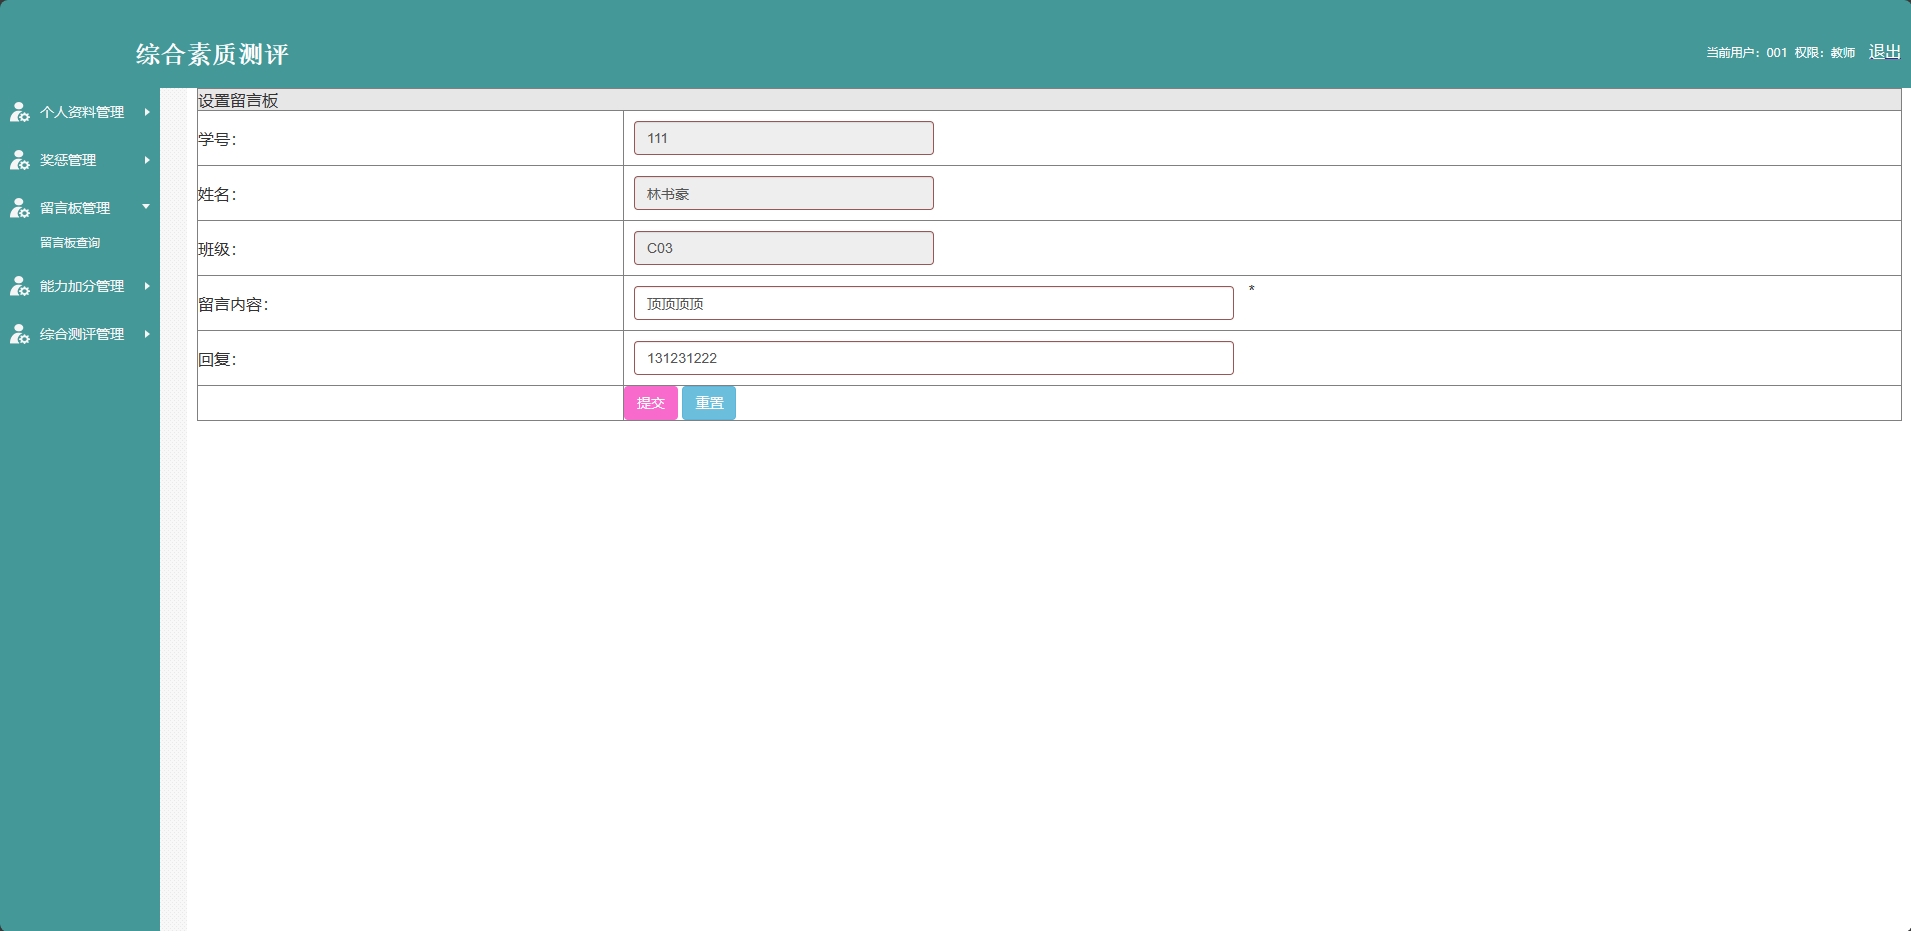 综合素质测评
当前用户：001 权限：教师 退出
个人资料管理
奖惩管理
留言板管理
留言板查询
能力加分管理
综合测评管理
设置留言板
学号： 111
姓名： 林书豪
班级： C03
留言内容： 顶顶顶顶 *
回复： 131231222
提交 重置